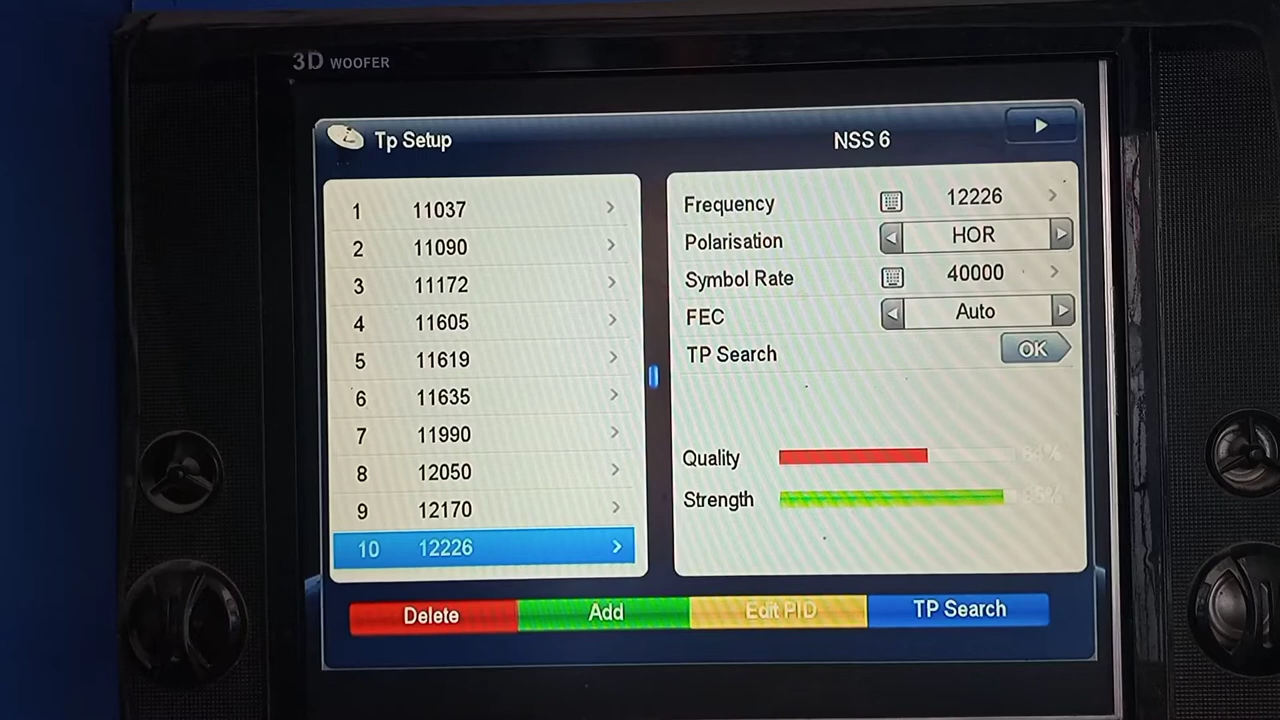 3D WOOFER
Tp Setup
NSS 6
1 11037
2 11090
3 11172
4 11605
5 11619
6 11635
7 11990
8 12050
9 12170
10 12226
Frequency 12226
Polarisation HOR
Symbol Rate 40000
FEC Auto
TP Search OK
Quality
Strength
Delete Add Edit PID TP Search